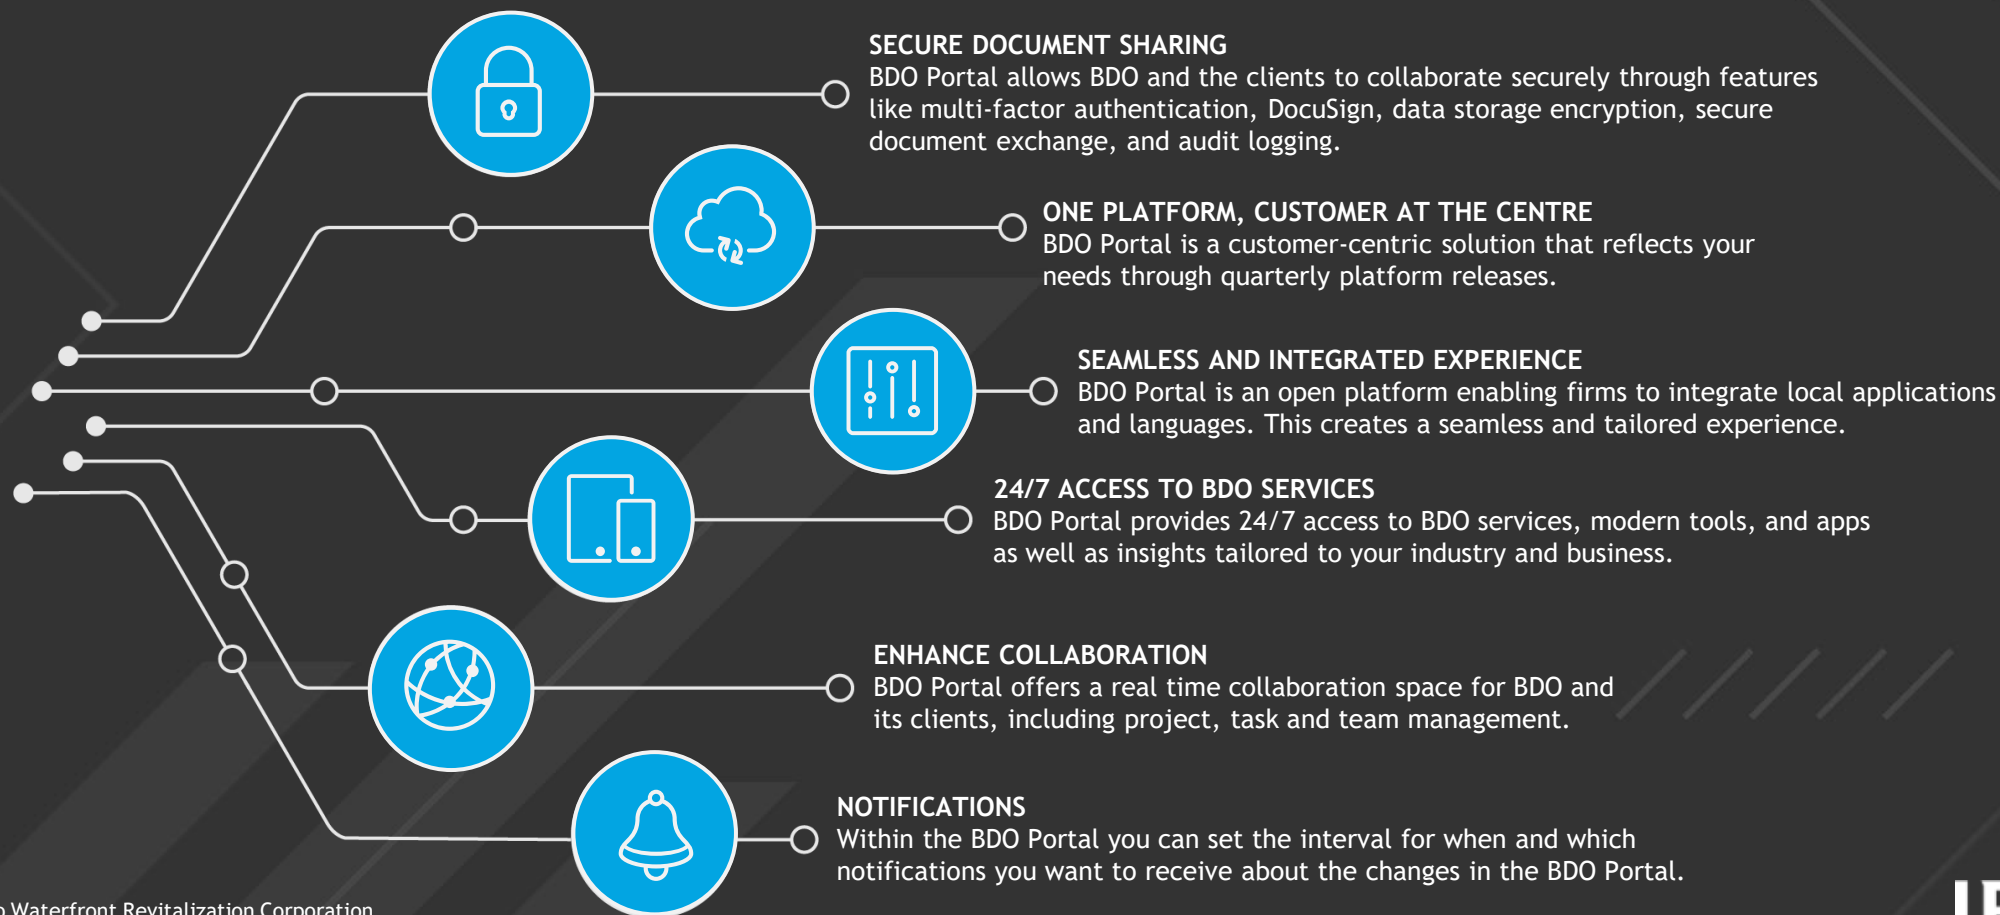 SECURE DOCUMENT SHARING
BDO Portal allows BDO and the clients to collaborate securely through features
like multi-factor authentication, DocuSign, data storage encryption, secure
document exchange, and audit logging.
ONE PLATFORM, CUSTOMER AT THE CENTRE
BDO Portal is a customer-centric solution that reflects your
needs through quarterly platform releases.
SEAMLESS AND INTEGRATED EXPERIENCE
BDO Portal is an open platform enabling firms to integrate local applications
and languages. This creates a seamless and tailored experience.
24/7 ACCESS TO BDO SERVICES
BDO Portal provides 24/7 access to BDO services, modern tools, and apps
as well as insights tailored to your industry and business.
ENHANCE COLLABORATION
BDO Portal offers a real time collaboration space for BDO and
its clients, including project, task and team management.
NOTIFICATIONS
Within the BDO Portal you can set the interval for when and which
notifications you want to receive about the changes in the BDO Portal.
Waterfront Revitalization Corporation